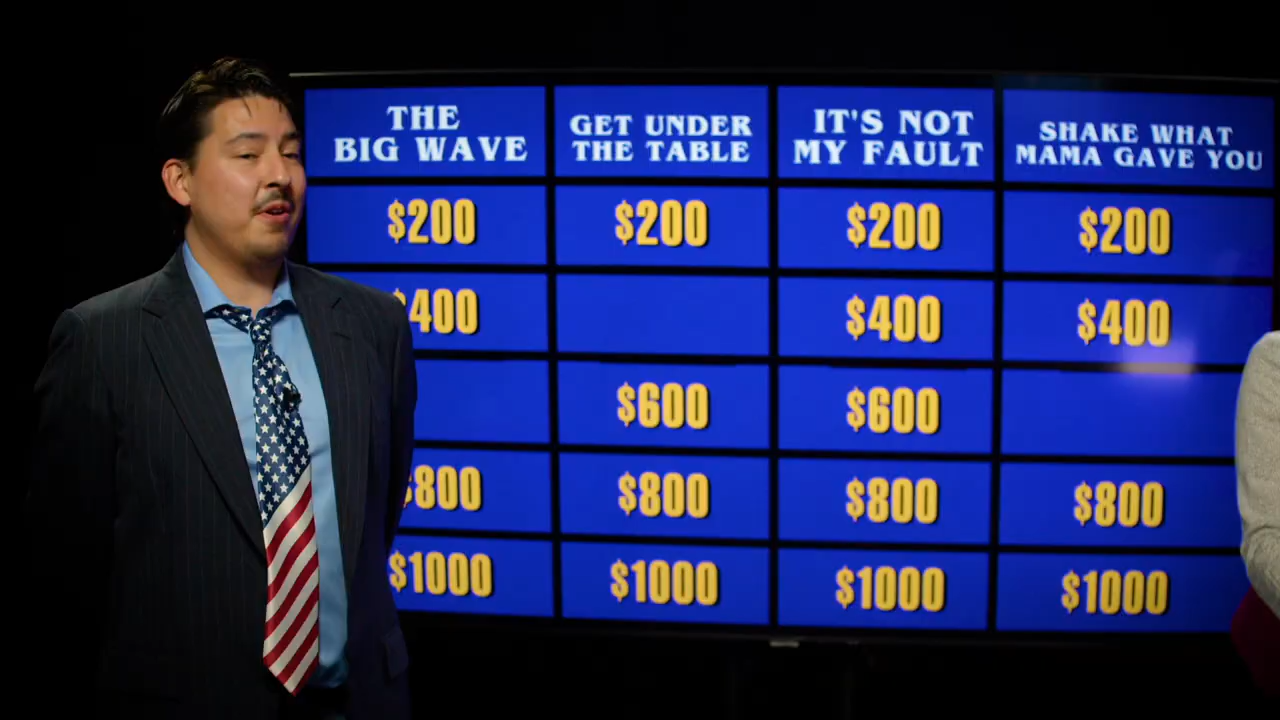 THE
BIG WAVE
GET UNDER
THE TABLE
IT'S NOT
MY FAULT
SHAKE WHAT
MAMA GAVE YOU
$200
$200
$200
$200
$400
$400
$400
$600
$600
$800
$800
$800
$800
$1000
$1000
$1000
$1000